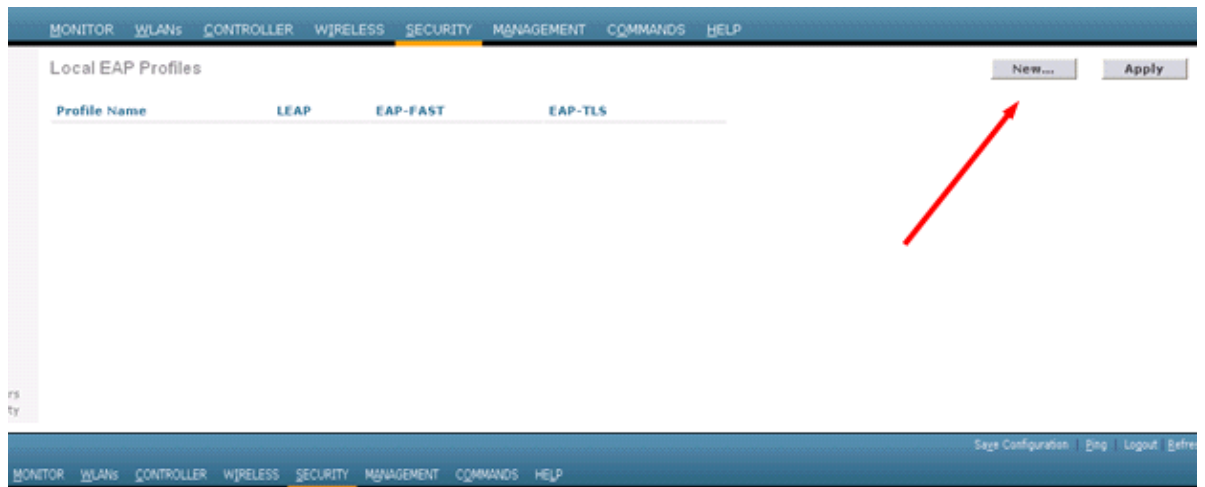 MONITOR WLANs CONTROLLER WIRELESS SECURITY MANAGEMENT COMMANDS HELP
Local EAP Profiles New... Apply
Profile Name LEAP EAP-FAST EAP-TLS
rs
ty
Save Configuration | Ping | Logout | Refre
MONITOR WLANs CONTROLLER WIRELESS SECURITY MANAGEMENT COMMANDS HELP